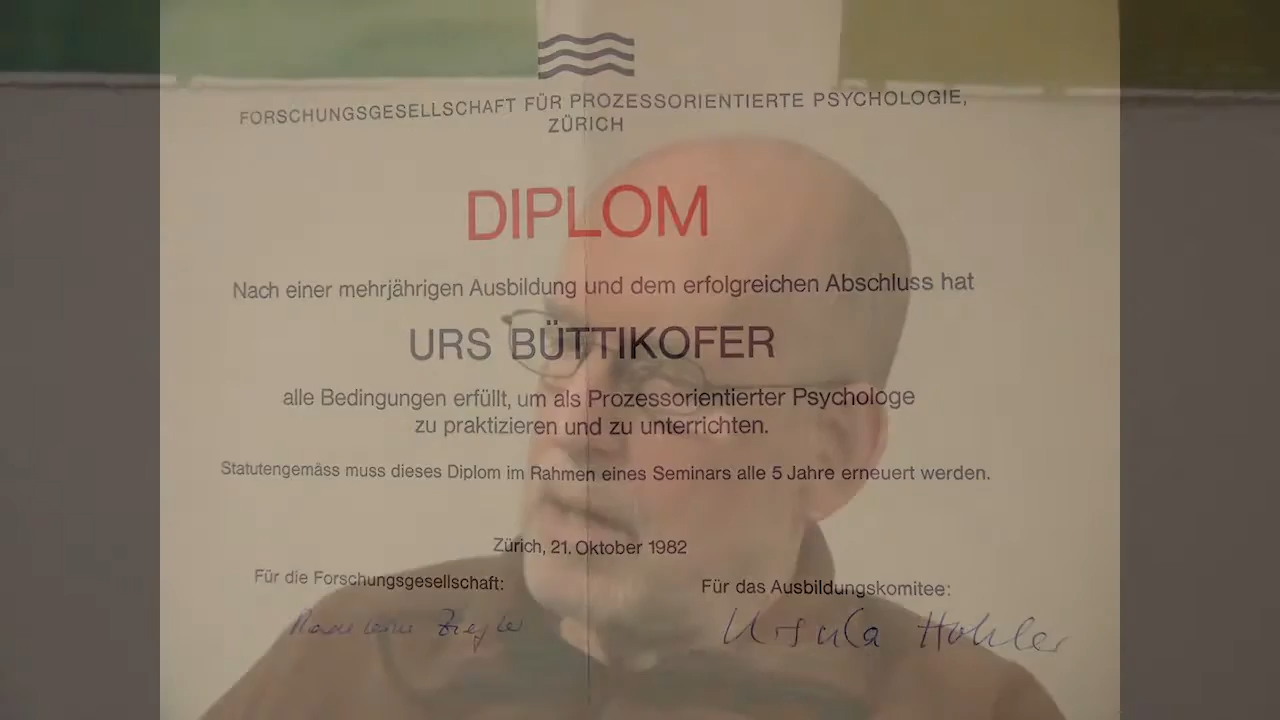 FORSCHUNGSGESELLSCHAFT FÜR PROZESSORIENTIERTE PSYCHOLOGIE,
ZÜRICH
DIPLOM
Nach einer mehrjährigen Ausbildung und dem erfolgreichen Abschluss hat
URS BÜTTIKOFER
alle Bedingungen erfüllt, um als Prozessorientierter Psychologe
zu praktizieren und zu unterrichten.
Statutengemäss muss dieses Diplom im Rahmen eines Seminars alle 5 Jahre erneuert werden.
Zürich, 21. Oktober 1982
Für die Forschungsgesellschaft:
Für das Ausbildungskomitee:
Madeleine Ziegler
Ursula Hohler